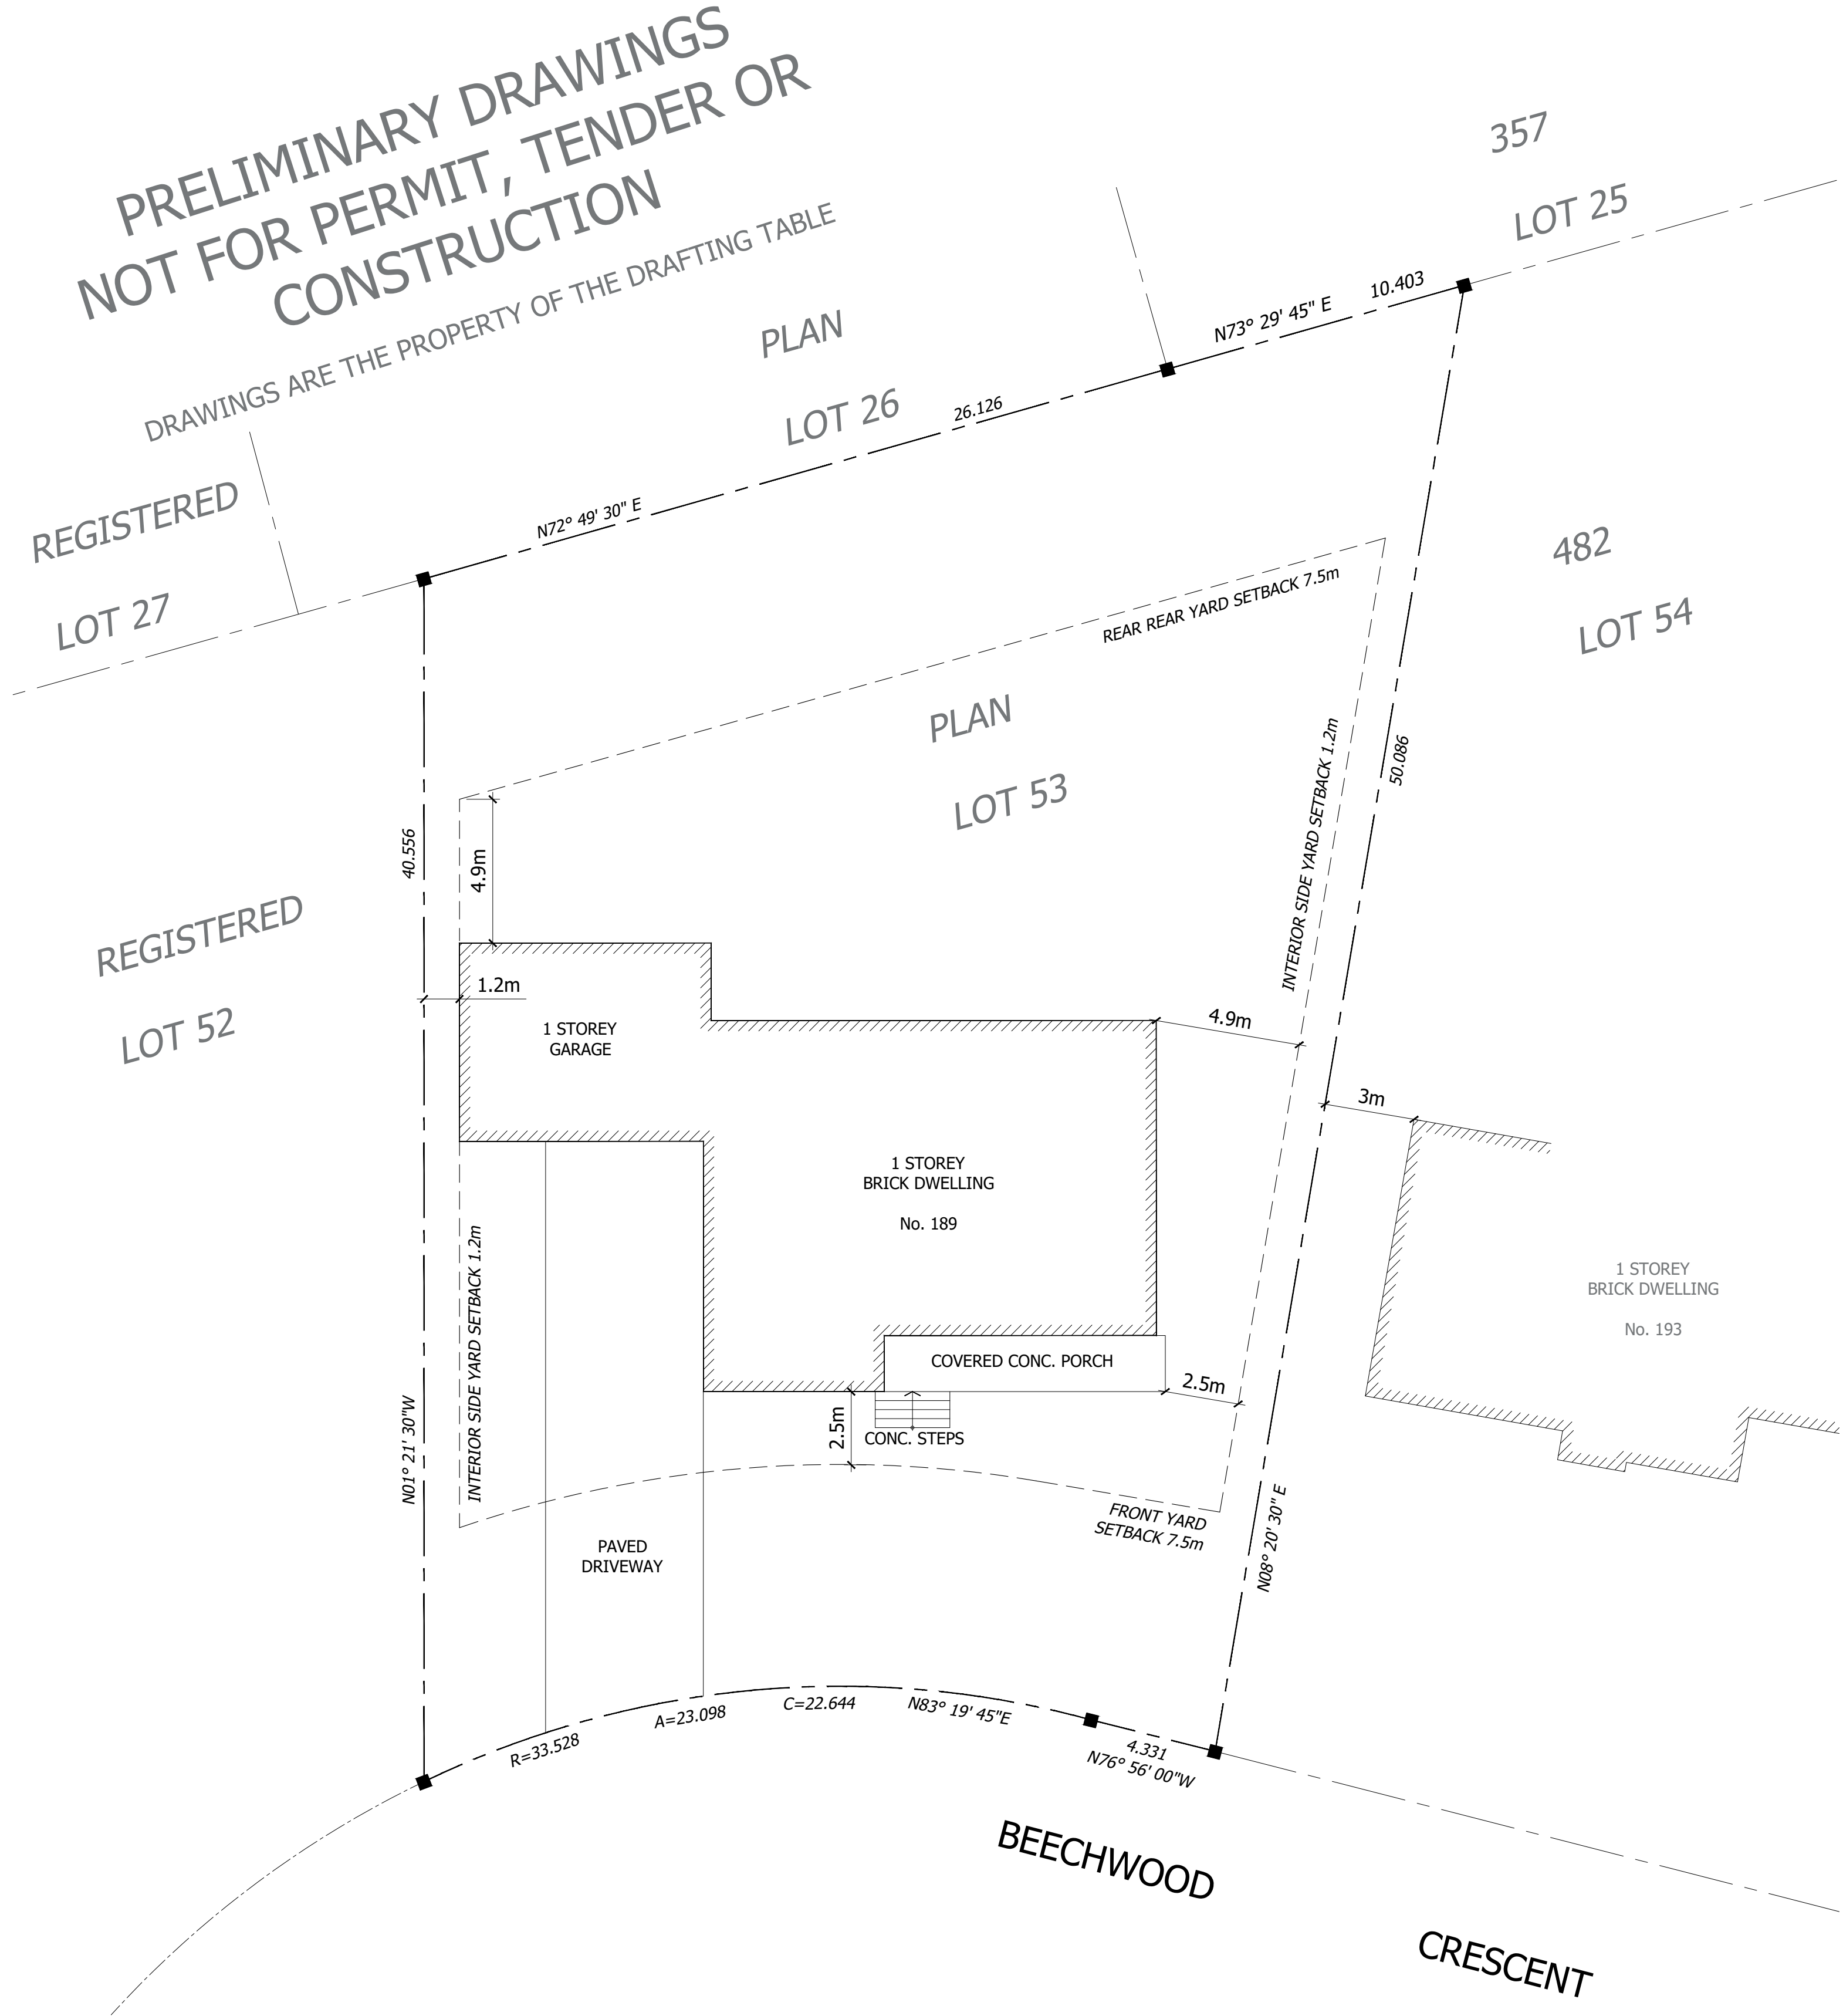 PRELIMINARY DRAWINGS
NOT FOR PERMIT, TENDER OR
CONSTRUCTION
DRAWINGS ARE THE PROPERTY OF THE DRAFTING TABLE
357
LOT 25
PLAN
LOT 26
REGISTERED
LOT 27
N73° 29' 45" E
10.403
26.126
N72° 49' 30" E
482
LOT 54
REAR REAR YARD SETBACK 7.5m
PLAN
LOT 53
INTERIOR SIDE YARD SETBACK 1.2m
50.086
40.556
4.9m
REGISTERED
LOT 52
1.2m
1 STOREY
GARAGE
4.9m
3m
1 STOREY
BRICK DWELLING
No. 189
1 STOREY
BRICK DWELLING
No. 193
COVERED CONC. PORCH
2.5m
2.5m
CONC. STEPS
INTERIOR SIDE YARD SETBACK 1.2m
N01° 21' 30"W
FRONT YARD
SETBACK 7.5m
N08° 20' 30" E
PAVED
DRIVEWAY
R=33.528
A=23.098
C=22.644
N83° 19' 45"E
4.331
N76° 56' 00"W
BEECHWOOD
CRESCENT